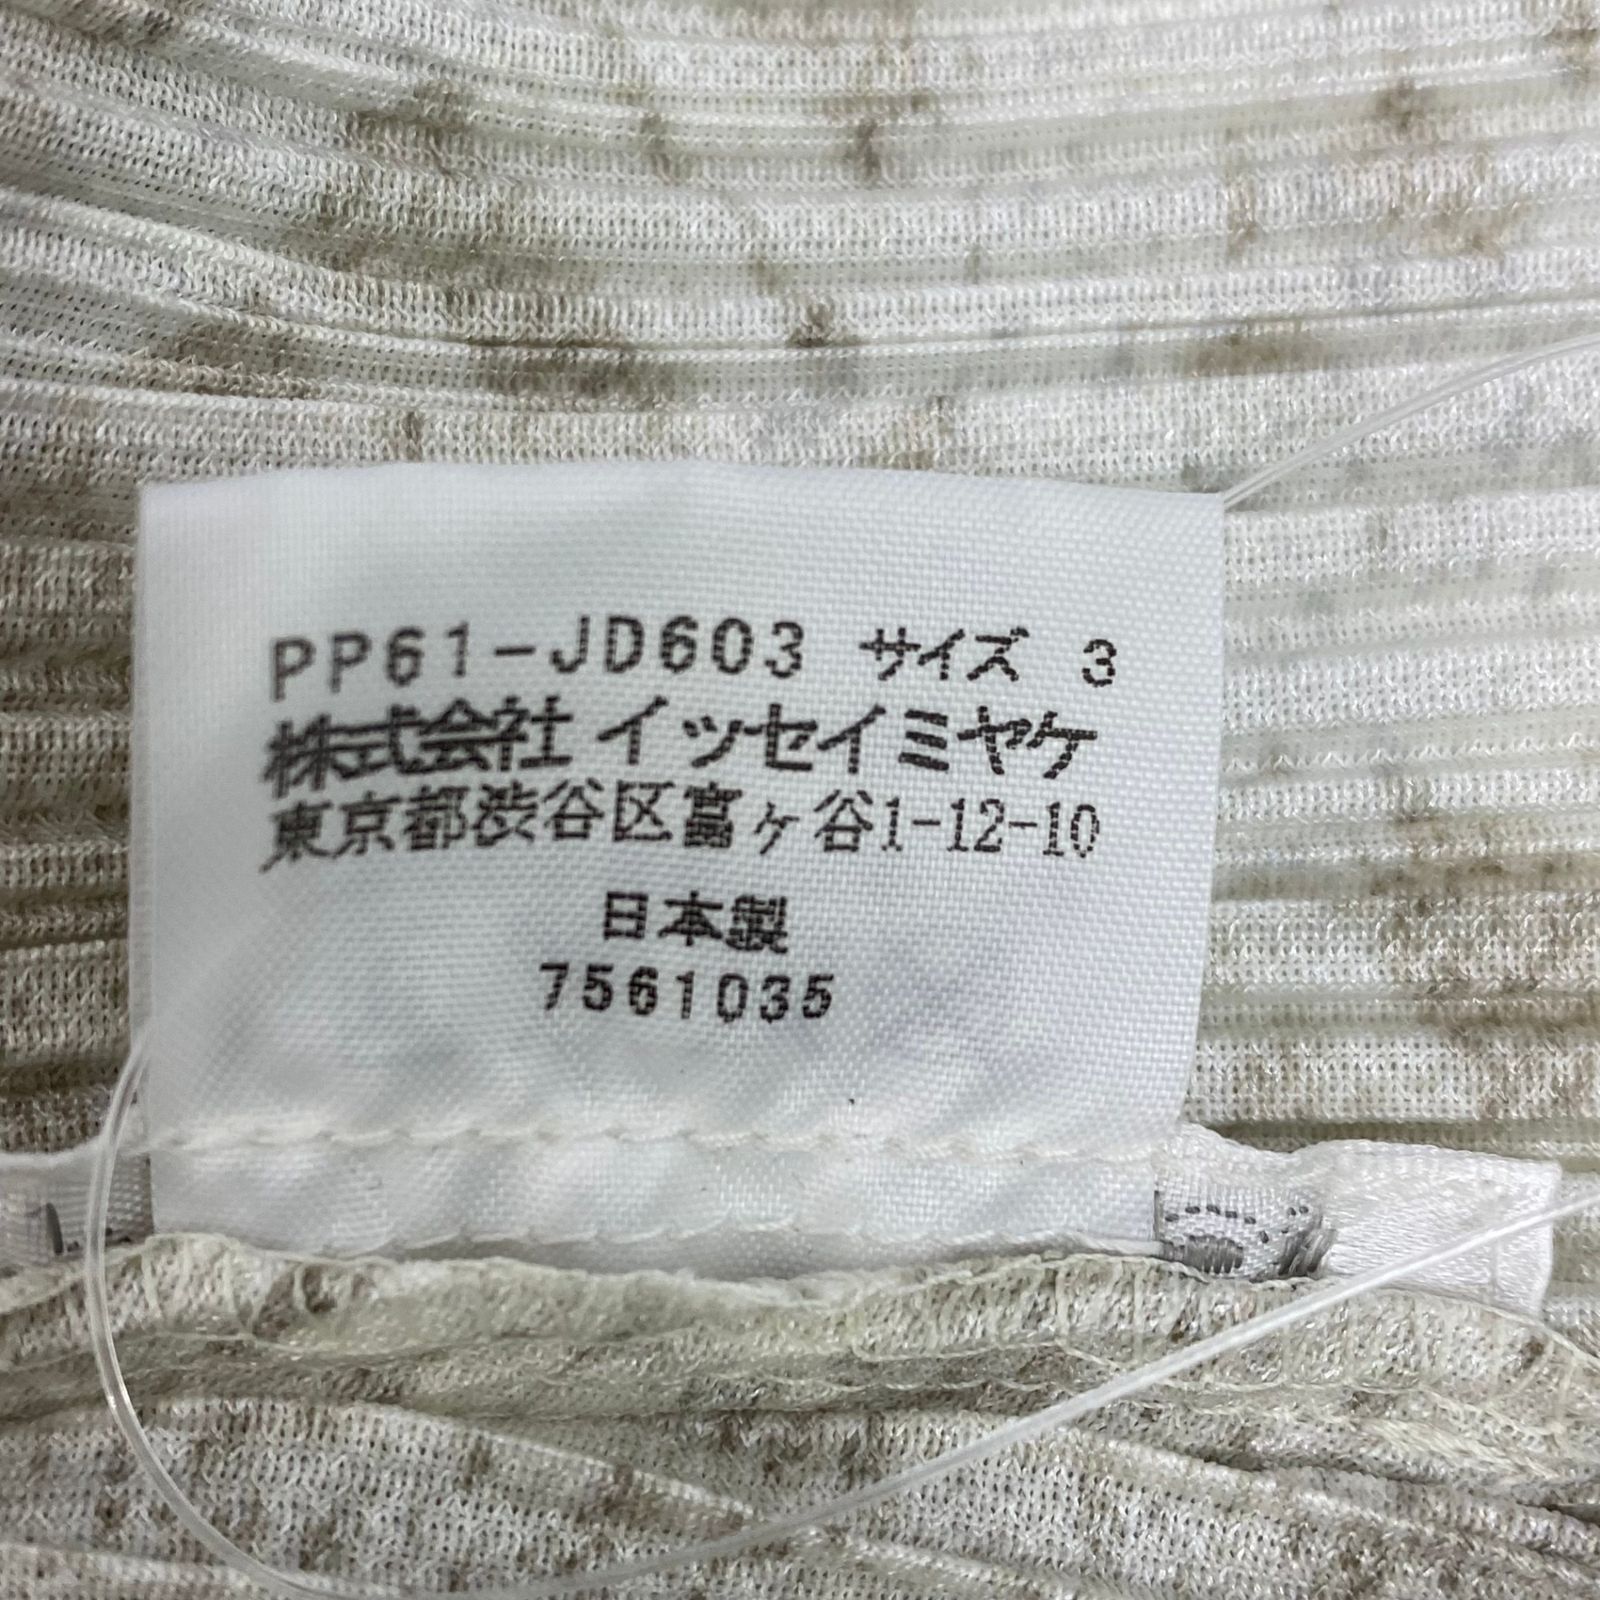 PP61-JD603 サイズ 3
株式会社 イッセイミヤケ
東京都渋谷区富ヶ谷1-12-10
日本製
7561035